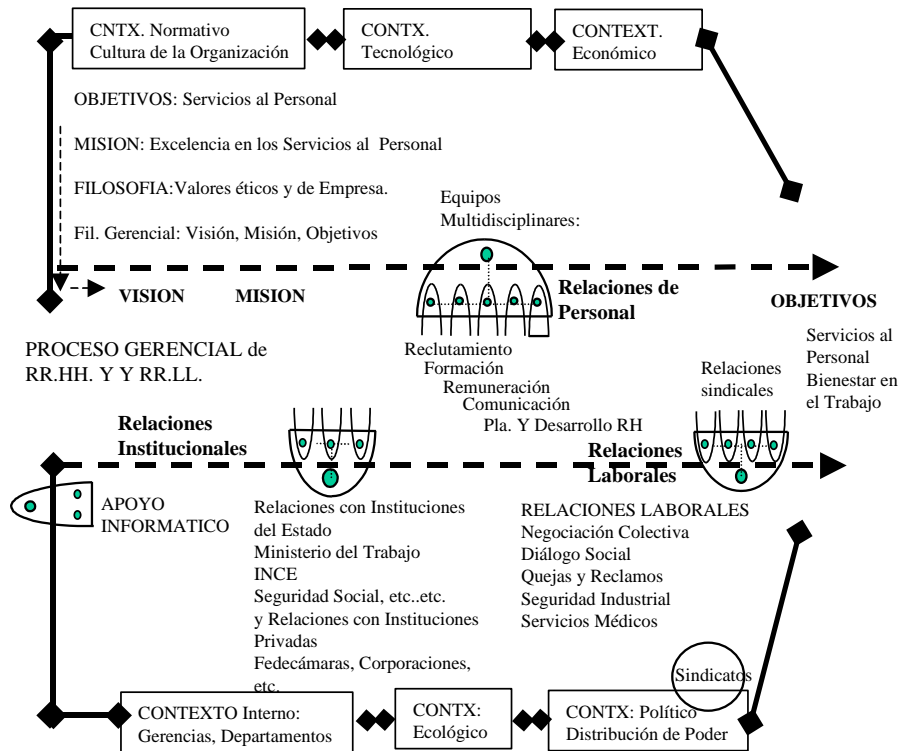 CNTX. Normativo
Cultura de la Organización
CONTX.
Tecnológico
CONTEXT.
Económico
OBJETIVOS: Servicios al Personal
MISION: Excelencia en los Servicios al Personal
FILOSOFIA:Valores éticos y de Empresa.
Fil. Gerencial: Visión, Misión, Objetivos
Equipos
Multidisciplinares:
VISION
MISION
Relaciones de
Personal
OBJETIVOS
Servicios al
Personal
Bienestar en
el Trabajo
PROCESO GERENCIAL de
RR.HH. Y Y RR.LL.
Reclutamiento
Formación
Remuneración
Comunicación
Pla. Y Desarrollo RH
Relaciones
sindicales
Relaciones
Institucionales
Relaciones
Laborales
APOYO
INFORMATICO
Relaciones con Instituciones
del Estado
Ministerio del Trabajo
INCE
Seguridad Social, etc..etc.
y Relaciones con Instituciones
Privadas
Fedecámaras, Corporaciones,
etc.
RELACIONES LABORALES
Negociación Colectiva
Diálogo Social
Quejas y Reclamos
Seguridad Industrial
Servicios Médicos
Sindicatos
CONTEXTO Interno:
Gerencias, Departamentos
CONTX:
Ecológico
CONTX: Político
Distribución de Poder